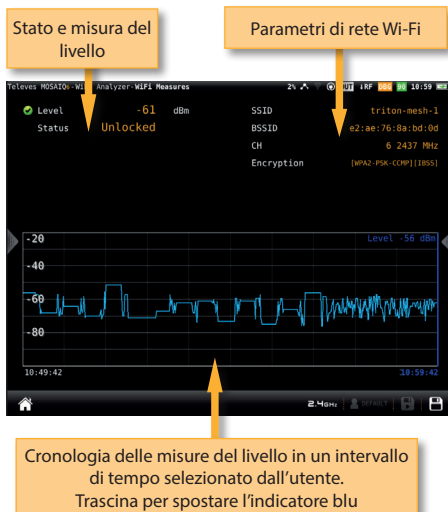 Stato e misura del
livello
Parametri di rete Wi-Fi
Televes MOSAIQ6-WiFi Analyzer-WiFi Measures
2%
OUT
↓RF
DBG
90
10:59
Level -61 dBm
Status Unlocked
SSID triton-mesh-1
BSSID e2:ae:76:8a:bd:0d
CH 6 2437 MHz
Encryption [WPA2-PSK-CCMP][IBSS]
-20
Level -56 dBm
-40
-60
-80
10:49:42
10:59:42
2.4GHz
DEFAULT
Cronologia delle misure del livello in un intervallo
di tempo selezionato dall'utente.
Trascina per spostare l'indicatore blu